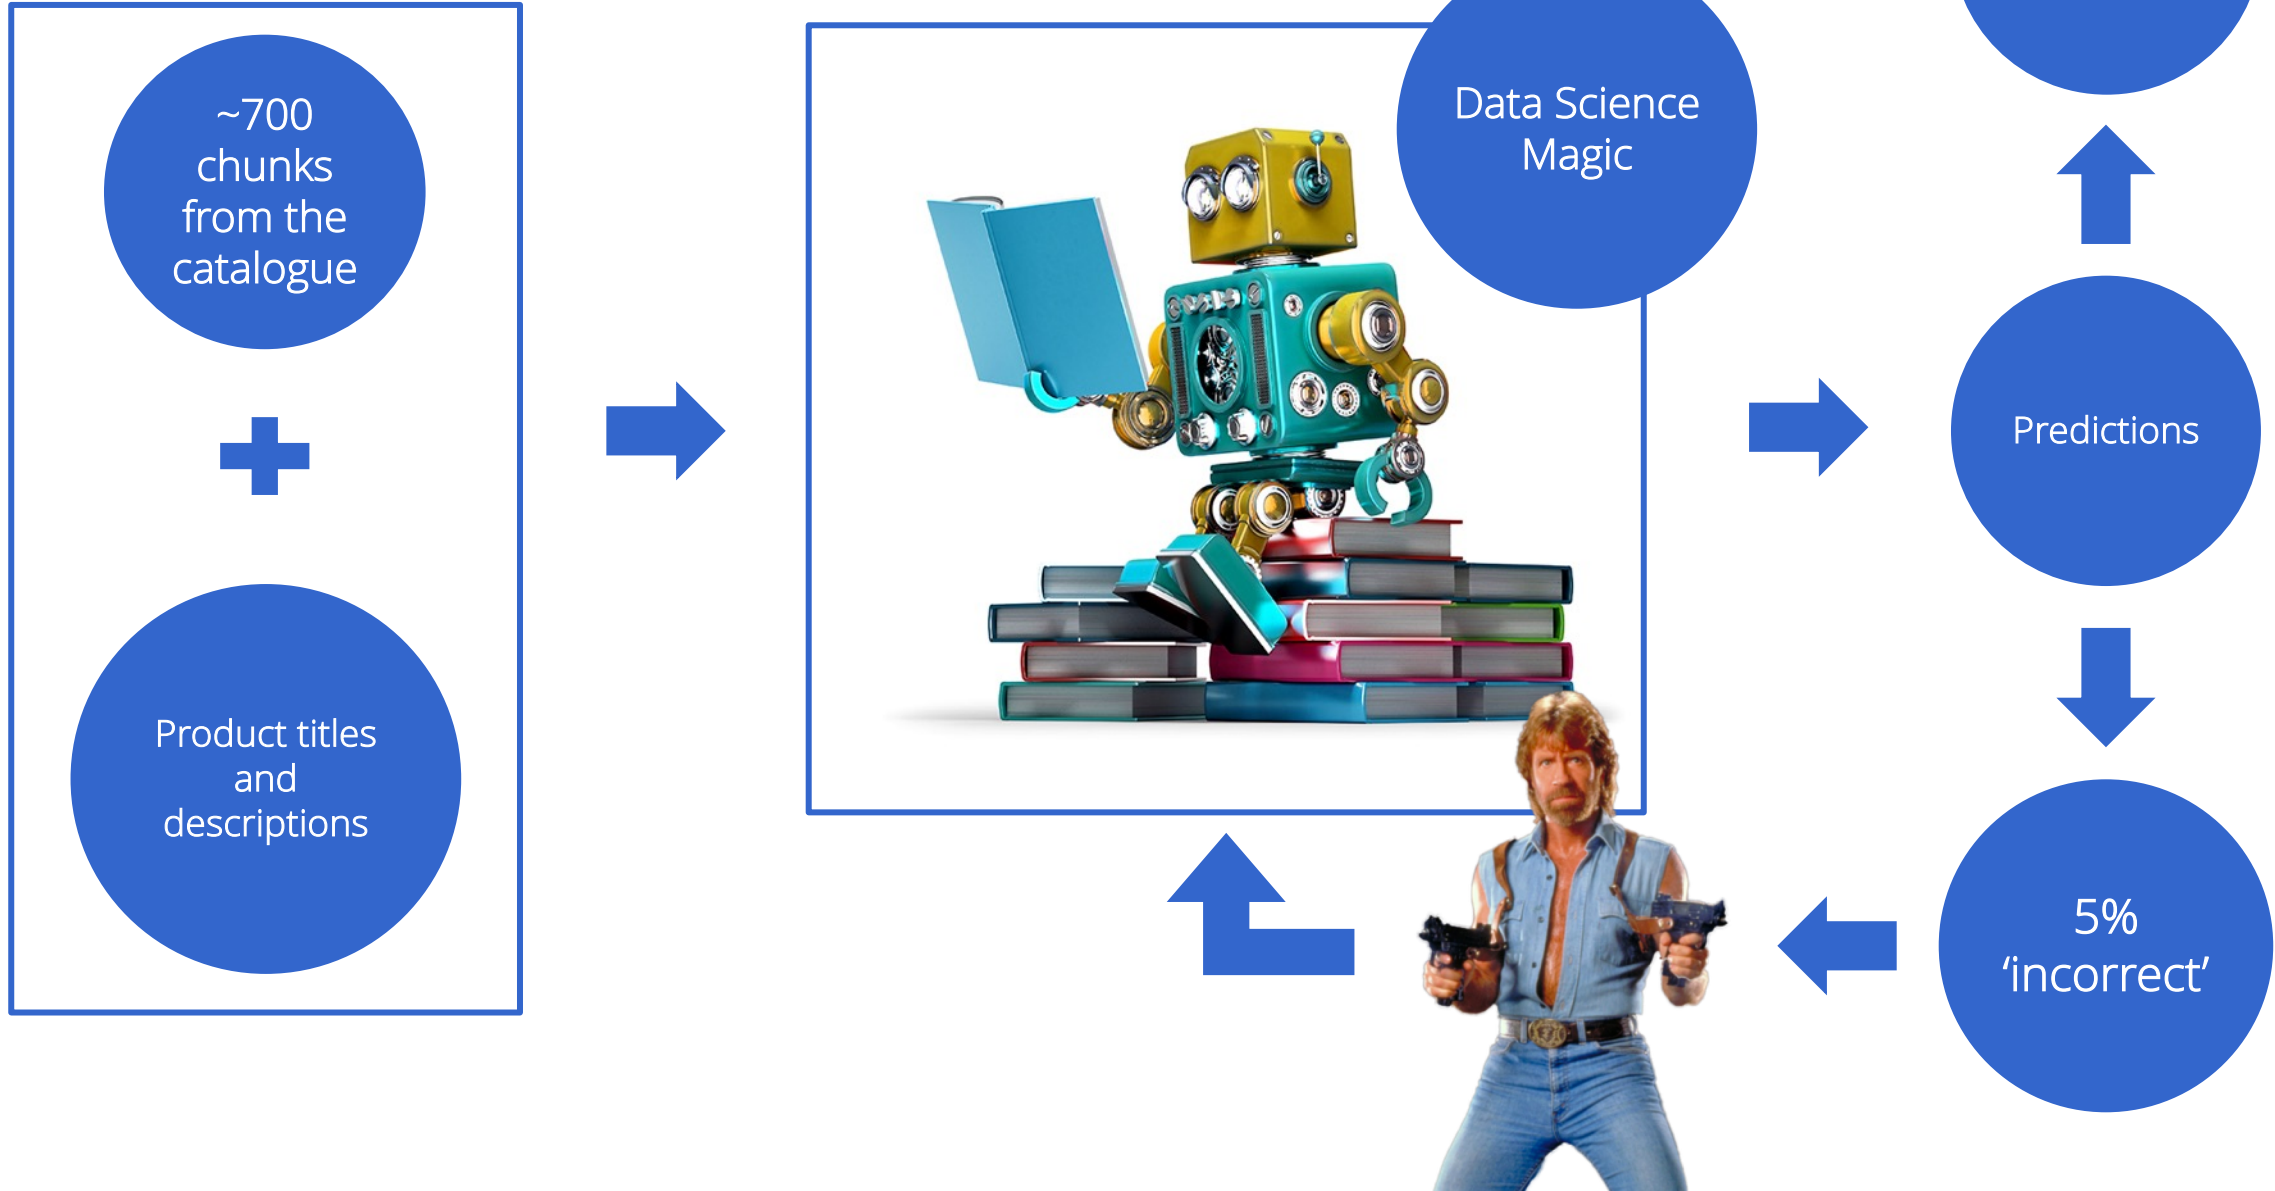 ~700
chunks
from the
catalogue
Product titles
and
descriptions
Data Science
Magic
Predictions
5%
‘incorrect’